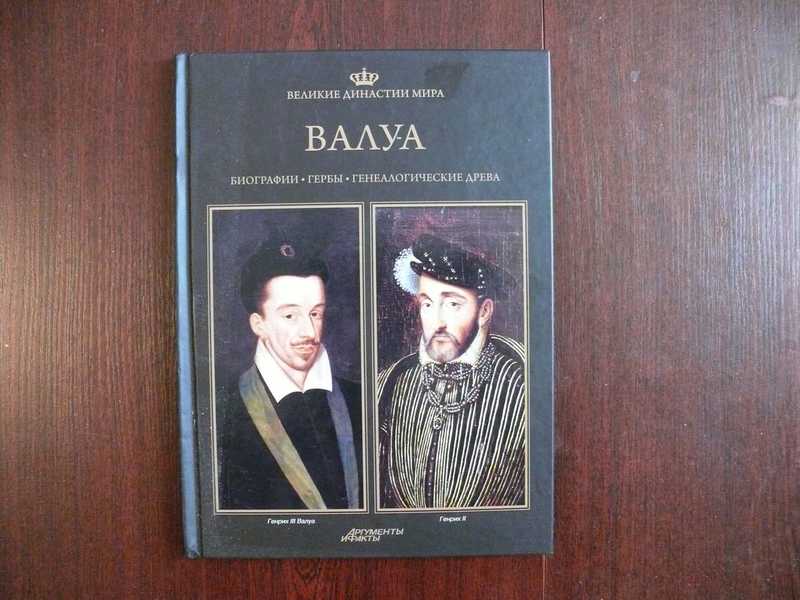 ВЕЛИКИЕ ДИНАСТИИ МИРА
ВАЛУА
БИОГРАФИИ • ГЕРБЫ • ГЕНЕАЛОГИЧЕСКИЕ ДРЕВА
Генрих III Валуа
Генрих II
АРГУМЕНТЫ
И ФАКТЫ